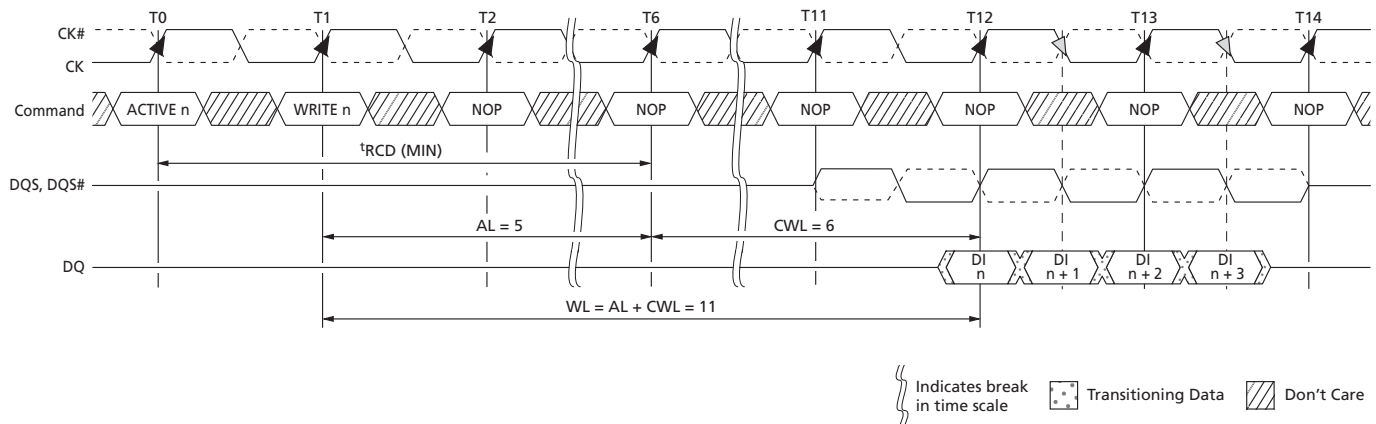 T0 T1 T2 T6 T11 T12 T13 T14
CK#
CK
Command ACTIVE n WRITE n NOP NOP NOP NOP NOP NOP
tRCD (MIN)
DQS, DQS#
AL = 5 CWL = 6
DQ DI n DI n + 1 DI n + 2 DI n + 3
WL = AL + CWL = 11
Indicates break in time scale
Transitioning Data
Don't Care